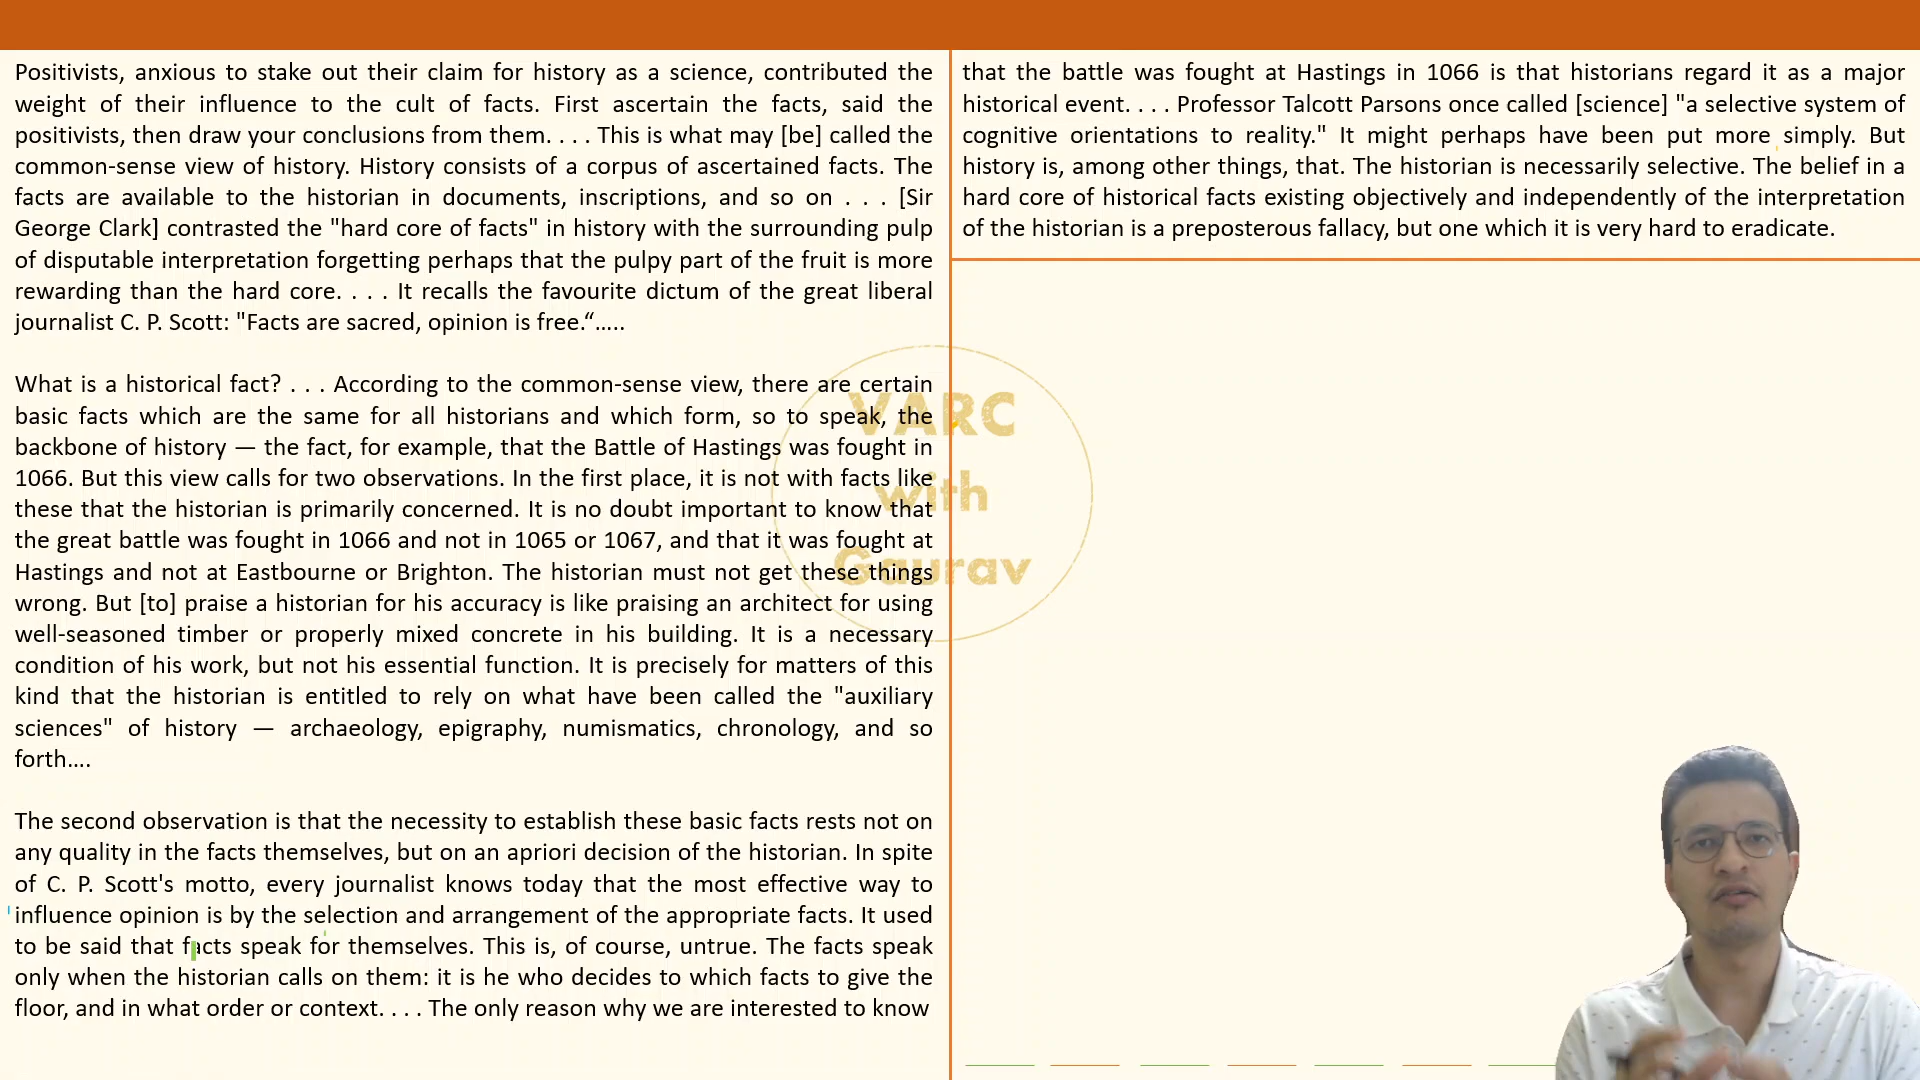 Positivists, anxious to stake out their claim for history as a science, contributed the
weight of their influence to the cult of facts. First ascertain the facts, said the
positivists, then draw your conclusions from them. . . . This is what may [be] called the
common-sense view of history. History consists of a corpus of ascertained facts. The
facts are available to the historian in documents, inscriptions, and so on . . . [Sir
George Clark] contrasted the "hard core of facts" in history with the surrounding pulp
of disputable interpretation forgetting perhaps that the pulpy part of the fruit is more
rewarding than the hard core. . . . It recalls the favourite dictum of the great liberal
journalist C. P. Scott: "Facts are sacred, opinion is free.“…..
What is a historical fact? . . . According to the common-sense view, there are certain
basic facts which are the same for all historians and which form, so to speak, the
backbone of history — the fact, for example, that the Battle of Hastings was fought in
1066. But this view calls for two observations. In the first place, it is not with facts like
these that the historian is primarily concerned. It is no doubt important to know that
the great battle was fought in 1066 and not in 1065 or 1067, and that it was fought at
Hastings and not at Eastbourne or Brighton. The historian must not get these things
wrong. But [to] praise a historian for his accuracy is like praising an architect for using
well-seasoned timber or properly mixed concrete in his building. It is a necessary
condition of his work, but not his essential function. It is precisely for matters of this
kind that the historian is entitled to rely on what have been called the "auxiliary
sciences" of history — archaeology, epigraphy, numismatics, chronology, and so
forth....
The second observation is that the necessity to establish these basic facts rests not on
any quality in the facts themselves, but on an apriori decision of the historian. In spite
of C. P. Scott's motto, every journalist knows today that the most effective way to
influence opinion is by the selection and arrangement of the appropriate facts. It used
to be said that facts speak for themselves. This is, of course, untrue. The facts speak
only when the historian calls on them: it is he who decides to which facts to give the
floor, and in what order or context. . . . The only reason why we are interested to know
that the battle was fought at Hastings in 1066 is that historians regard it as a major
historical event. . . . Professor Talcott Parsons once called [science] "a selective system of
cognitive orientations to reality." It might perhaps have been put more simply. But
history is, among other things, that. The historian is necessarily selective. The belief in a
hard core of historical facts existing objectively and independently of the interpretation
of the historian is a preposterous fallacy, but one which it is very hard to eradicate.
VARC
with
Gaurav